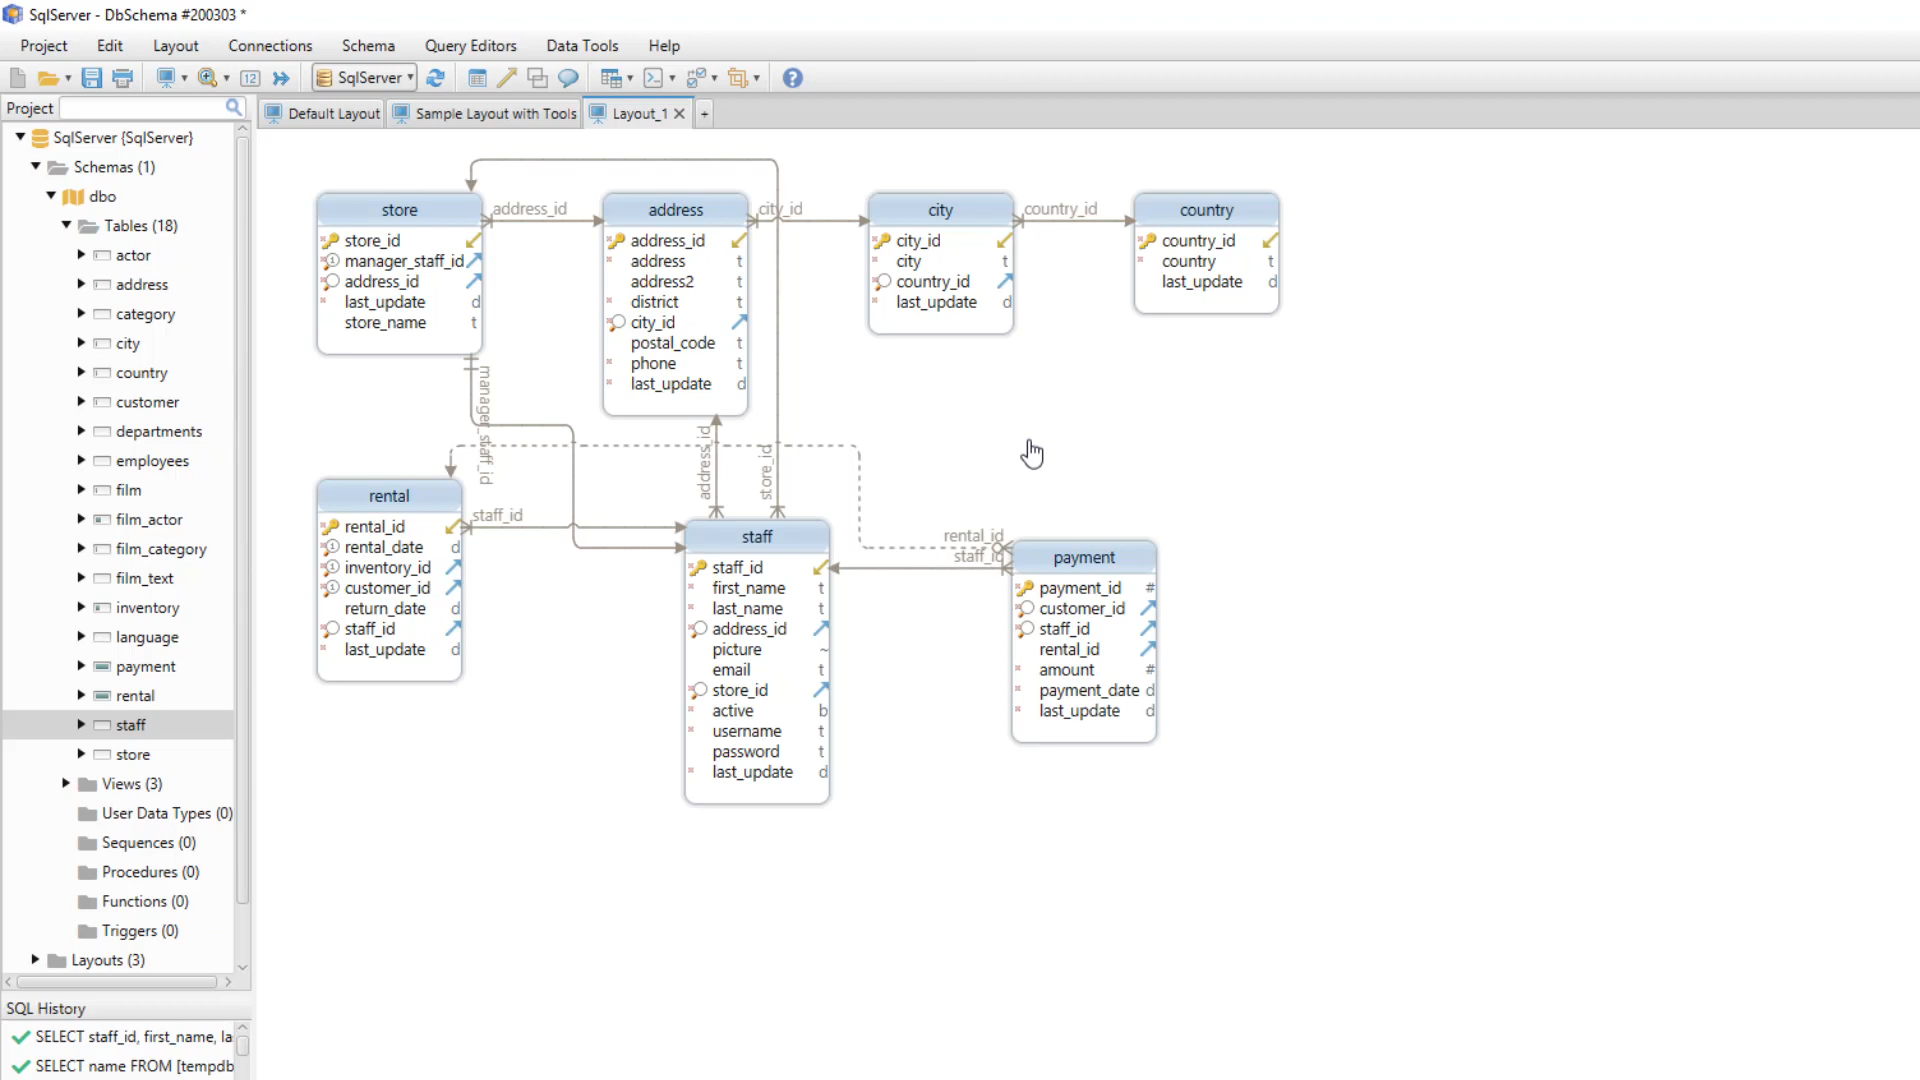 SqlServer - DbSchema #200303 *
Project Edit Layout Connections Schema Query Editors Data Tools Help
12 SqlServer ?
Project
Default Layout Sample Layout with Tools Layout_1 +
SqlServer {SqlServer}
Schemas (1)
dbo
Tables (18)
actor
address
category
city
country
customer
departments
employees
film
film_actor
film_category
film_text
inventory
language
payment
rental
staff
store
Views (3)
User Data Types (0)
Sequences (0)
Procedures (0)
Functions (0)
Triggers (0)
Layouts (3)
SQL History
SELECT staff_id, first_name, la
SELECT name FROM [tempdb
store
store_id
manager_staff_id
address_id
last_update d
store_name t
address_id
address
address_id
address t
address2 t
district t
city_id
postal_code t
phone t
last_update d
city_id
city
city_id
city t
country_id
last_update d
country_id
country
country_id
country t
last_update d
manager_staff_id
address_id
store_id
rental
rental_id
rental_date d
inventory_id
customer_id
return_date d
staff_id
last_update d
staff_id
staff
staff_id
first_name t
last_name t
address_id
picture ~
email t
store_id
active b
username t
password t
last_update d
rental_id
staff_id
payment
payment_id #
customer_id
staff_id
rental_id
amount #
payment_date d
last_update d